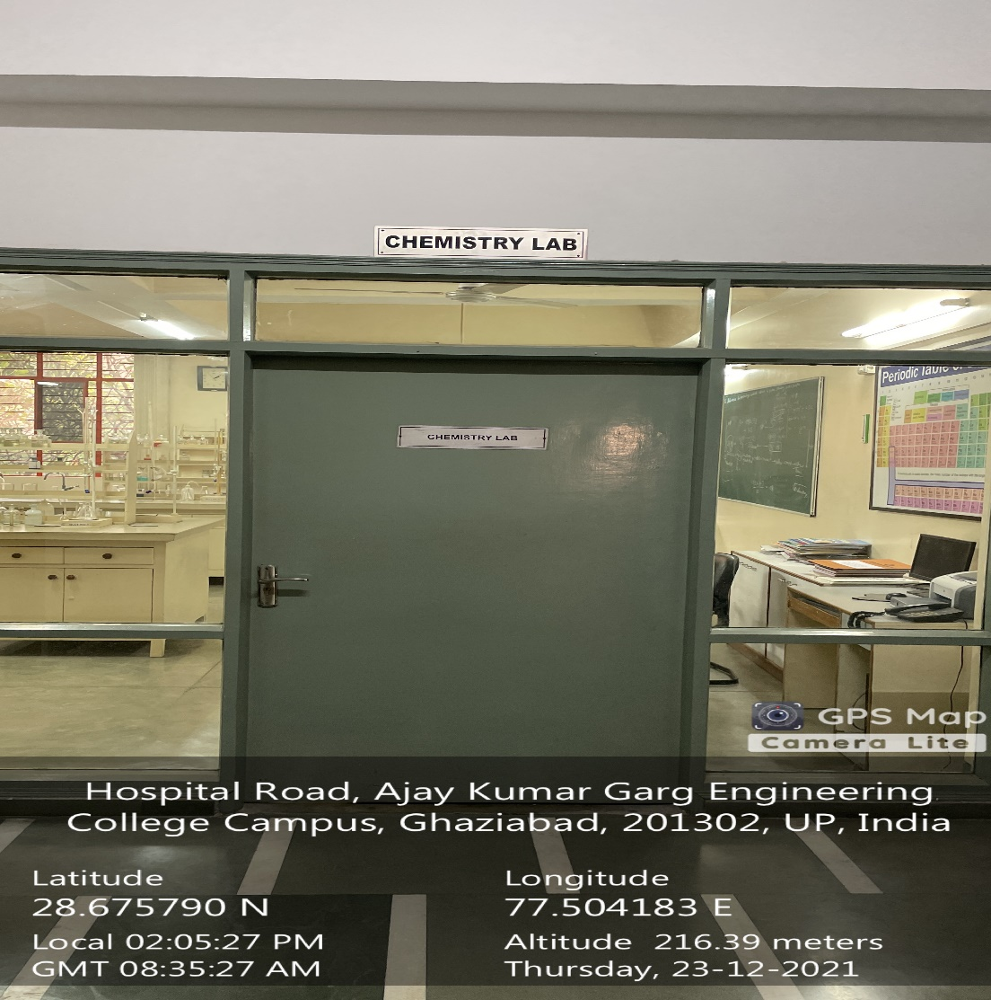 CHEMISTRY LAB
Periodic Table
CHEMISTRY LAB
GPS Map
Camera Lite
Hospital Road, Ajay Kumar Garg Engineering
College Campus, Ghaziabad, 201302, UP, India
Latitude
28.675790 N
Longitude
77.504183 E
Local 02:05:27 PM
GMT 08:35:27 AM
Altitude 216.39 meters
Thursday, 23-12-2021